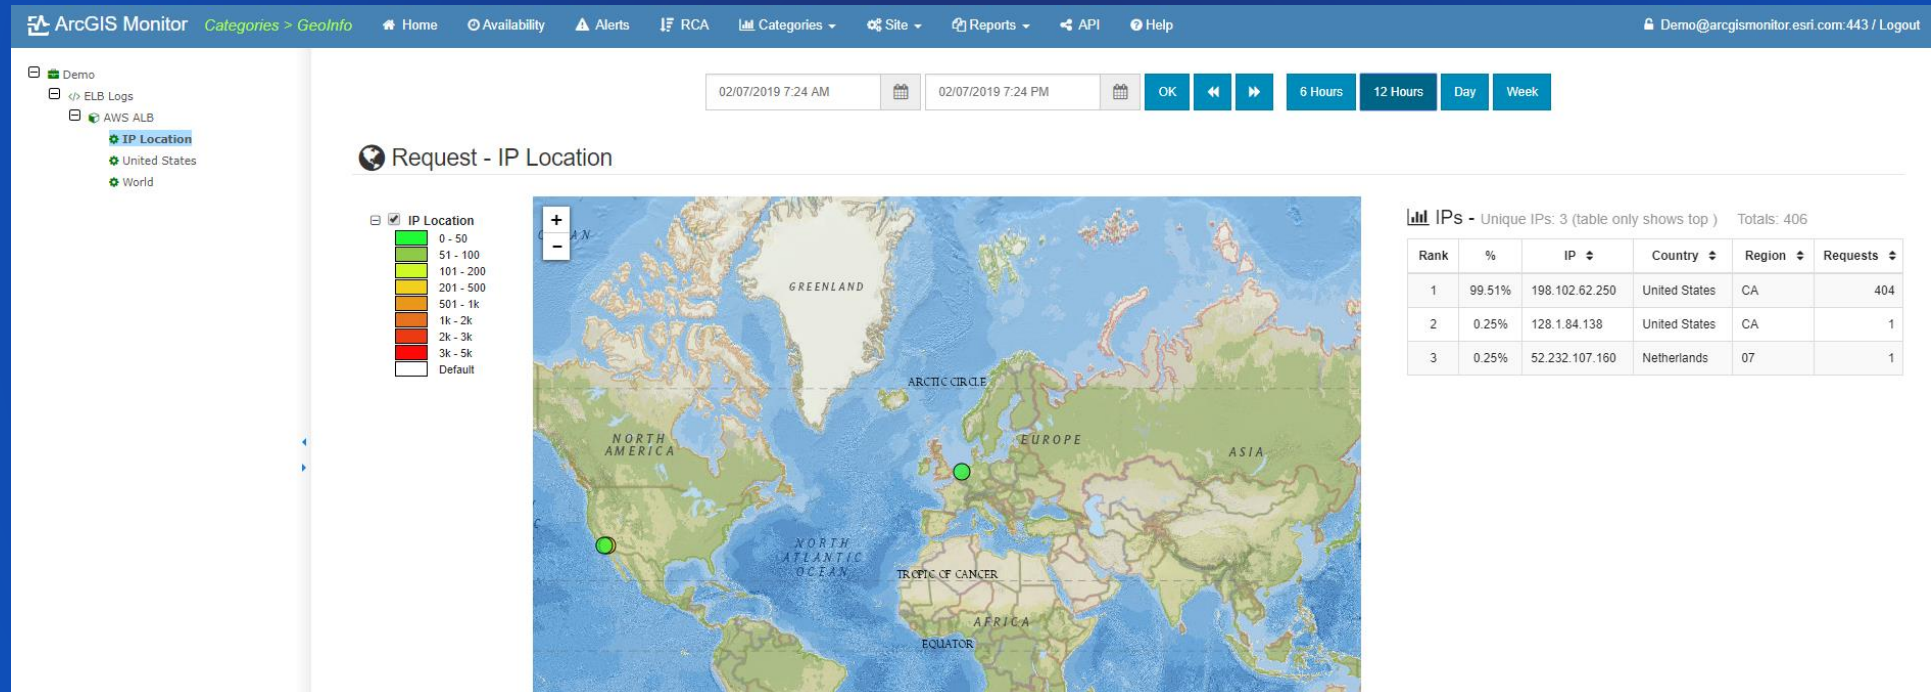 ArcGIS Monitor Categories > GeoInfo Home Availability Alerts RCA Categories Site Reports API Help Demo@arcgismonitor.esri.com:443 / Logout
Demo
ELB Logs
AWS ALB
IP Location
United States
World
02/07/2019 7:24 AM 02/07/2019 7:24 PM OK 6 Hours 12 Hours Day Week
Request - IP Location
IP Location
0 - 50
51 - 100
101 - 200
201 - 500
501 - 1k
1k - 2k
2k - 3k
3k - 5k
Default
+
−
GREENLAND
ARCTIC CIRCLE
NORTH
AMERICA
EUROPE
ASIA
NORTH
ATLANTIC
OCEAN
TROPIC OF CANCER
AFRICA
EQUATOR
IPs - Unique IPs: 3 (table only shows top ) Totals: 406
Rank % IP Country Region Requests
1 99.51% 198.102.62.250 United States CA 404
2 0.25% 128.1.84.138 United States CA 1
3 0.25% 52.232.107.160 Netherlands 07 1